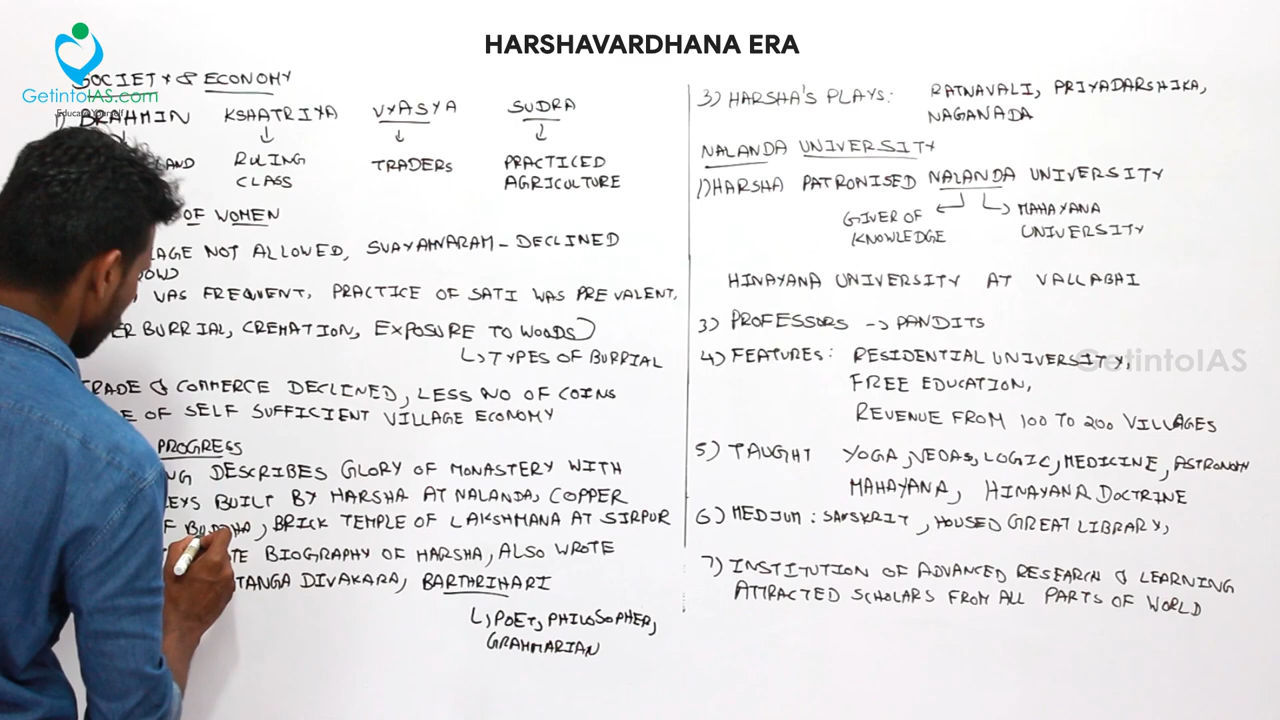 HARSHAVARDHANA ERA
GetintoIAS.com
Educate Yourself
SOCIETY & ECONOMY
1) BRAHMIN KSHATRIYA VYASYA SUDRA
RULING CLASS
TRADERS
PRACTICED AGRICULTURE
OF WOMEN
NOT ALLOWED, SVAYAMVARAM - DECLINED
WAS FREQUENT, PRACTICE OF SATI WAS PREVALENT,
BURRIAL, CREMATION, EXPOSURE TO WOODS)
TYPES OF BURRIAL
TRADE & COMMERCE DECLINED, LESS NO OF COINS
OF SELF SUFFICIENT VILLAGE ECONOMY
PROGRESS
DESCRIBES GLORY OF MONASTERY WITH
BUILT BY HARSHA AT NALANDA, COPPER
BUDDHA, BRICK TEMPLE OF LAKSHMANA AT SIRPUR
BIOGRAPHY OF HARSHA, ALSO WROTE
DIVAKARA, BARTHRIHARI
POET, PHILOSOPHER,
GRAMMARIAN
3) HARSHA'S PLAYS: RATNAVALI, PRIYADARSHIKA,
NAGANADA
NALANDA UNIVERSITY
1) HARSHA PATRONISED NALANDA UNIVERSITY
GIVER OF KNOWLEDGE
MAHAYANA UNIVERSITY
HINAYANA UNIVERSITY AT VALLABAI
3) PROFESSORS -> PANDITS
GetintoIAS
4) FEATURES: RESIDENTIAL UNIVERSITY,
FREE EDUCATION,
REVENUE FROM 100 TO 200 VILLAGES
5) TAUGHT YOGA, VEDAS, LOGIC, MEDICINE, ASTRONOMY
MAHAYANA, HINAYANA DOCTRINE
6) MEDIUM: SANSKRIT, HOUSED GREAT LIBRARY,
7) INSTITUTION OF ADVANCED RESEARCH & LEARNING
ATTRACTED SCHOLARS FROM ALL PARTS OF WORLD